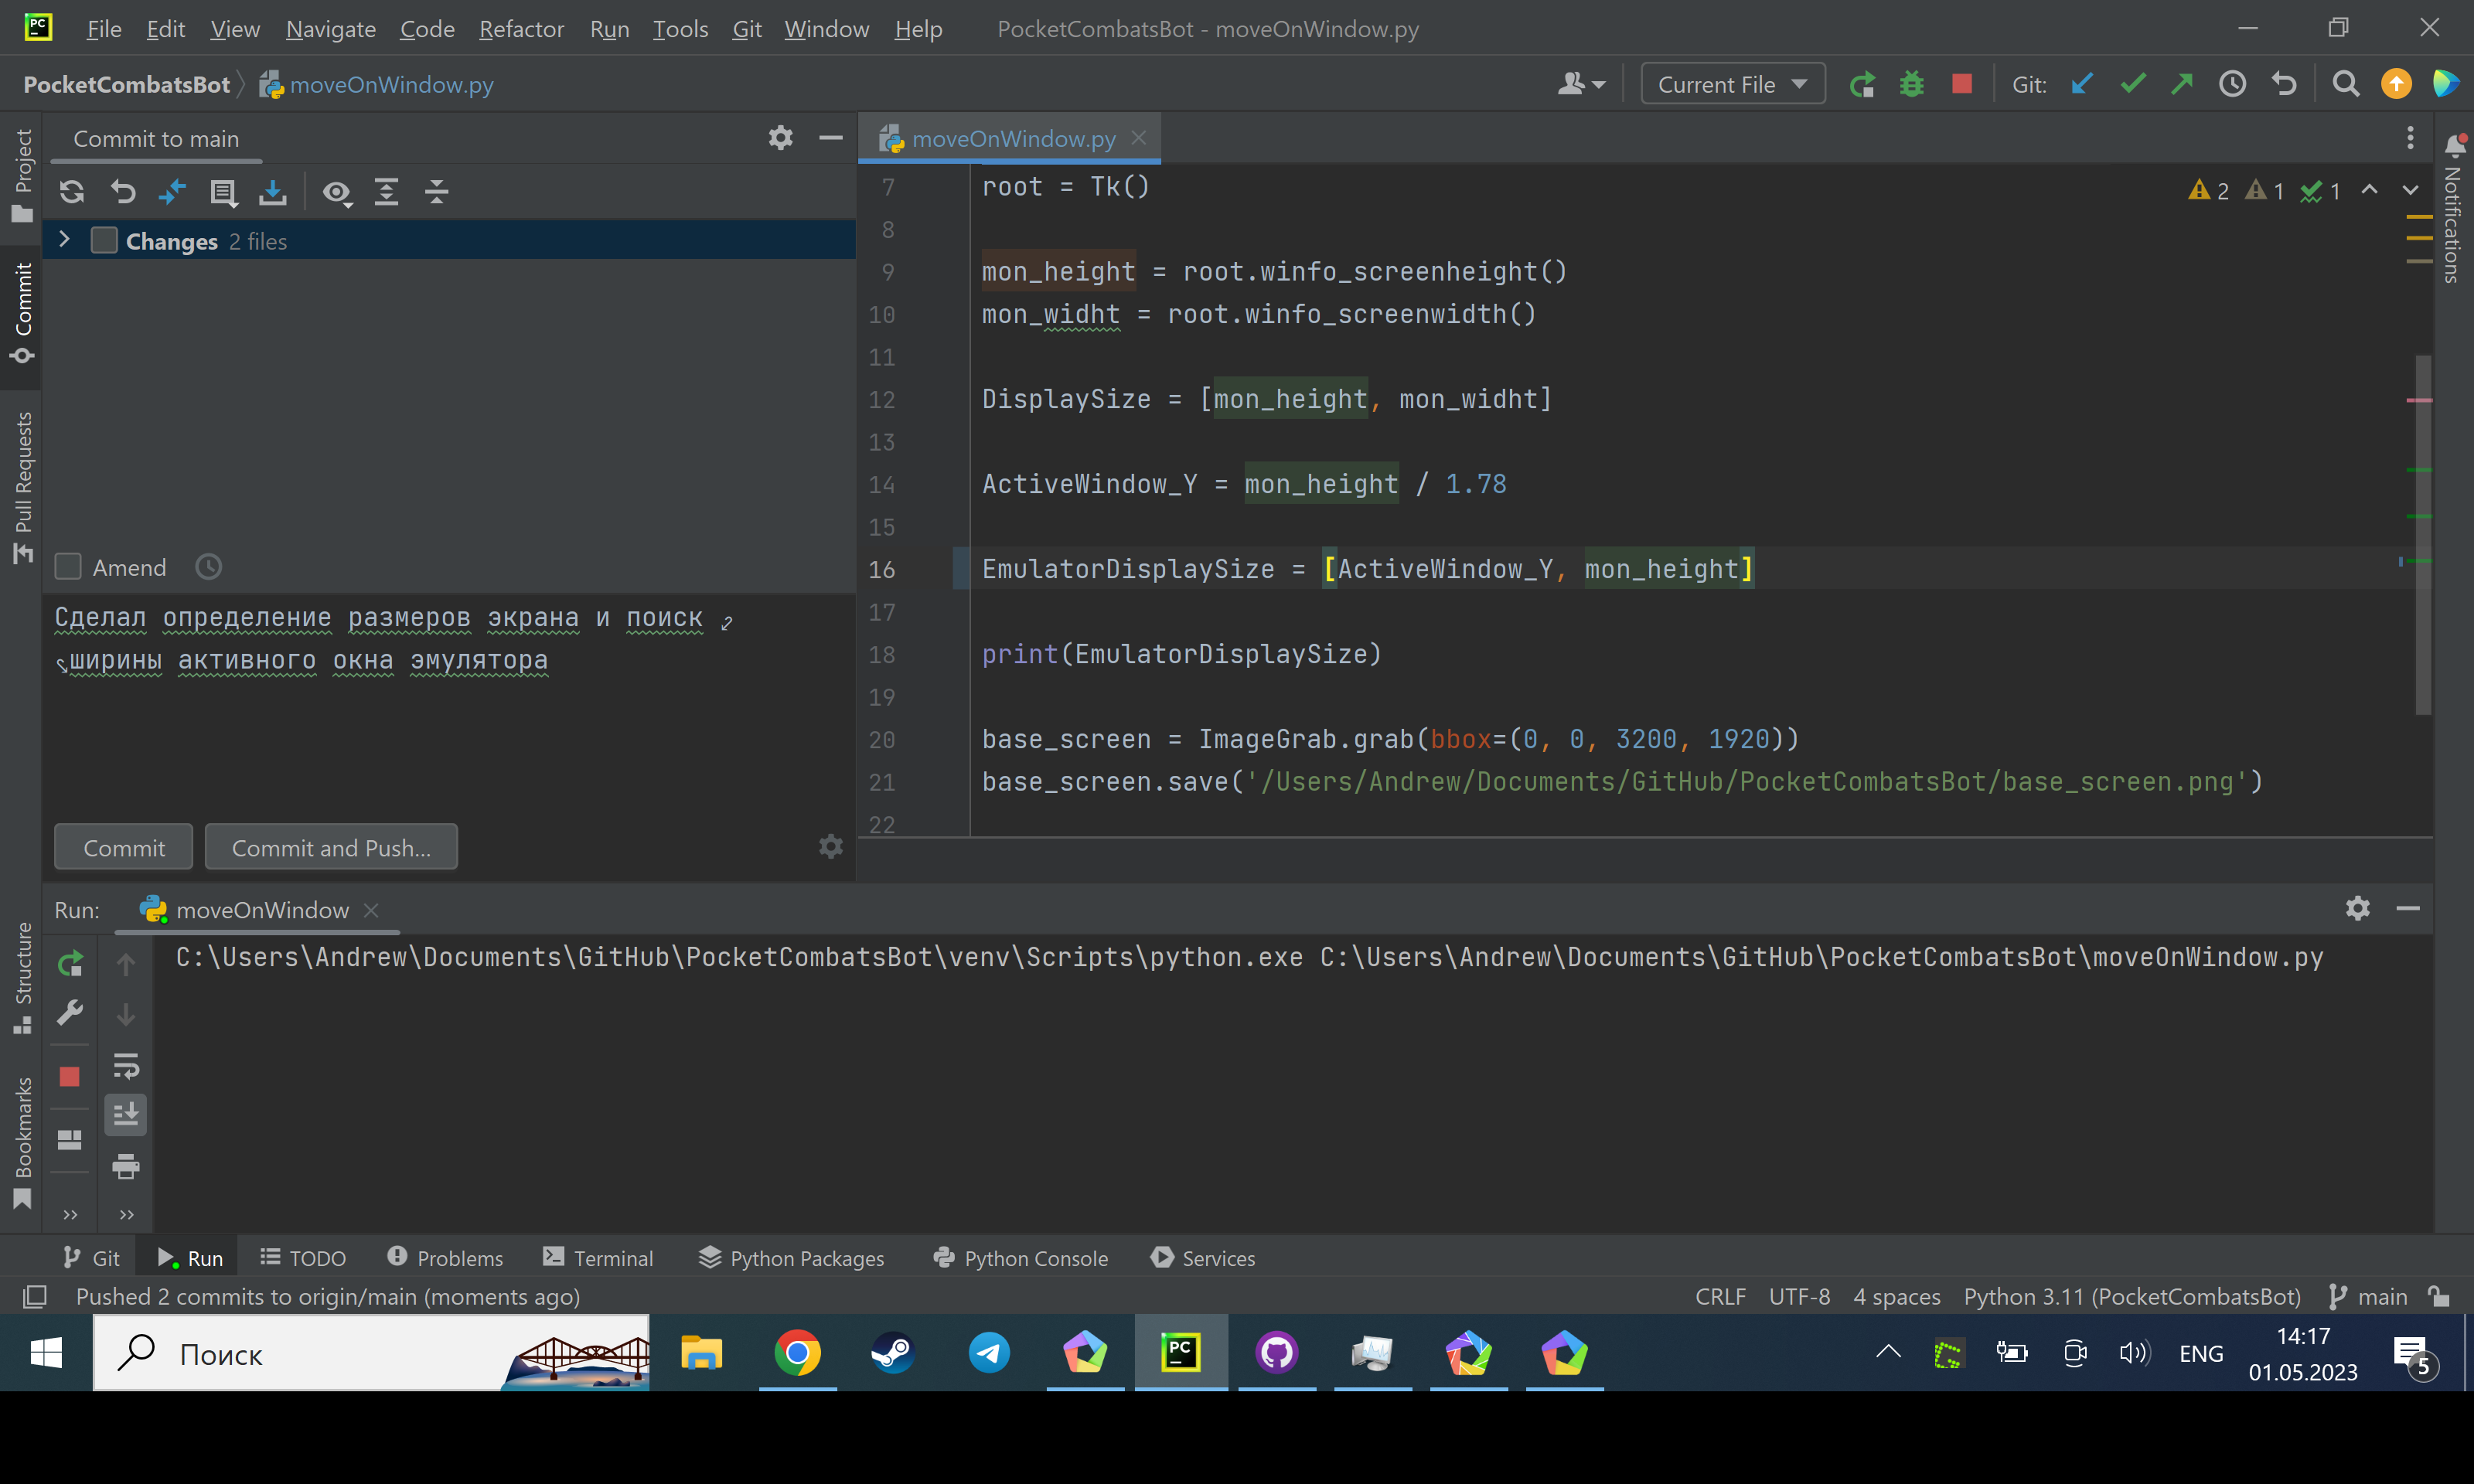 PC File Edit View Navigate Code Refactor Run Tools Git Window Help PocketCombatsBot - moveOnWindow.py
PocketCombatsBot moveOnWindow.py Current File Git:
Project
Commit
Pull Requests
Structure
Bookmarks
Notifications
Commit to main
Changes 2 files
Amend
Сделал определение размеров экрана и поиск
ширины активного окна эмулятора
Commit Commit and Push...
moveOnWindow.py
2 1 1
7 root = Tk()
8
9 mon_height = root.winfo_screenheight()
10 mon_widht = root.winfo_screenwidth()
11
12 DisplaySize = [mon_height, mon_widht]
13
14 ActiveWindow_Y = mon_height / 1.78
15
16 EmulatorDisplaySize = [ActiveWindow_Y, mon_height]
17
18 print(EmulatorDisplaySize)
19
20 base_screen = ImageGrab.grab(bbox=(0, 0, 3200, 1920))
21 base_screen.save('/Users/Andrew/Documents/GitHub/PocketCombatsBot/base_screen.png')
22
Run: moveOnWindow
C:\Users\Andrew\Documents\GitHub\PocketCombatsBot\venv\Scripts\python.exe C:\Users\Andrew\Documents\GitHub\PocketCombatsBot\moveOnWindow.py
Git Run TODO Problems Terminal Python Packages Python Console Services
Pushed 2 commits to origin/main (moments ago) CRLF UTF-8 4 spaces Python 3.11 (PocketCombatsBot) main
Поиск PC ENG 14:17
01.05.2023 5